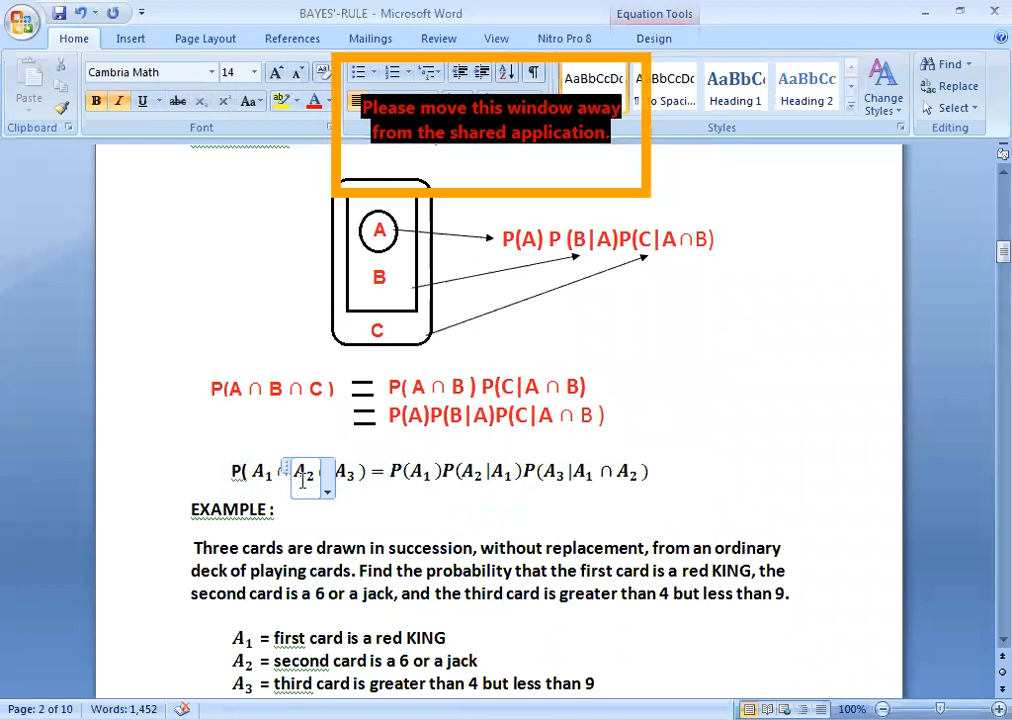 BAYES'-RULE - Microsoft Word
Equation Tools
Home Insert Page Layout References Mailings Review View Nitro Pro 8 Design
Paste
Cambria Math 14
AaBbCcDc AaBbCcDc AaBbC AaBbCc
Spaci... Heading 1 Heading 2
Change Styles
Find
Replace
Select
B I U abc
Clipboard Font Styles Editing
Please move this window away
from the shared application.
A
B
C
P(A) P (B|A)P(C|A∩B)
P(A ∩ B ∩ C ) = P( A ∩ B ) P(C|A ∩ B)
= P(A)P(B|A)P(C|A ∩ B )
P( A₁ ∩ A₂ A₃ ) = P(A₁ )P(A₂ |A₁)P(A₃ |A₁ ∩ A₂ )
EXAMPLE :
Three cards are drawn in succession, without replacement, from an ordinary
deck of playing cards. Find the probability that the first card is a red KING, the
second card is a 6 or a jack, and the third card is greater than 4 but less than 9.
A₁ = first card is a red KING
A₂ = second card is a 6 or a jack
A₃ = third card is greater than 4 but less than 9
Page: 2 of 10 Words: 1,452 100%